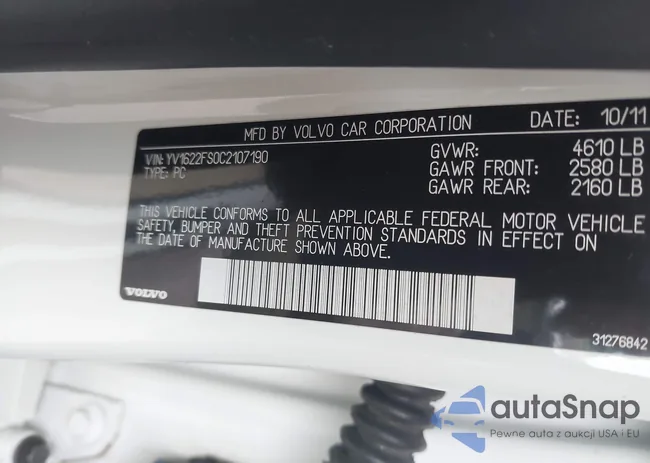 MFD BY VOLVO CAR CORPORATION DATE: 10/11
VIN: YV1622FS0C2107190 GVWR: 4610 LB
TYPE: PC GAWR FRONT: 2580 LB
GAWR REAR: 2160 LB
THIS VEHICLE CONFORMS TO ALL APPLICABLE FEDERAL MOTOR VEHICLE
SAFETY, BUMPER AND THEFT PREVENTION STANDARDS IN EFFECT ON
THE DATE OF MANUFACTURE SHOWN ABOVE.
VOLVO
31276842
autaSnap
Pewne auta z aukcji USA i EU